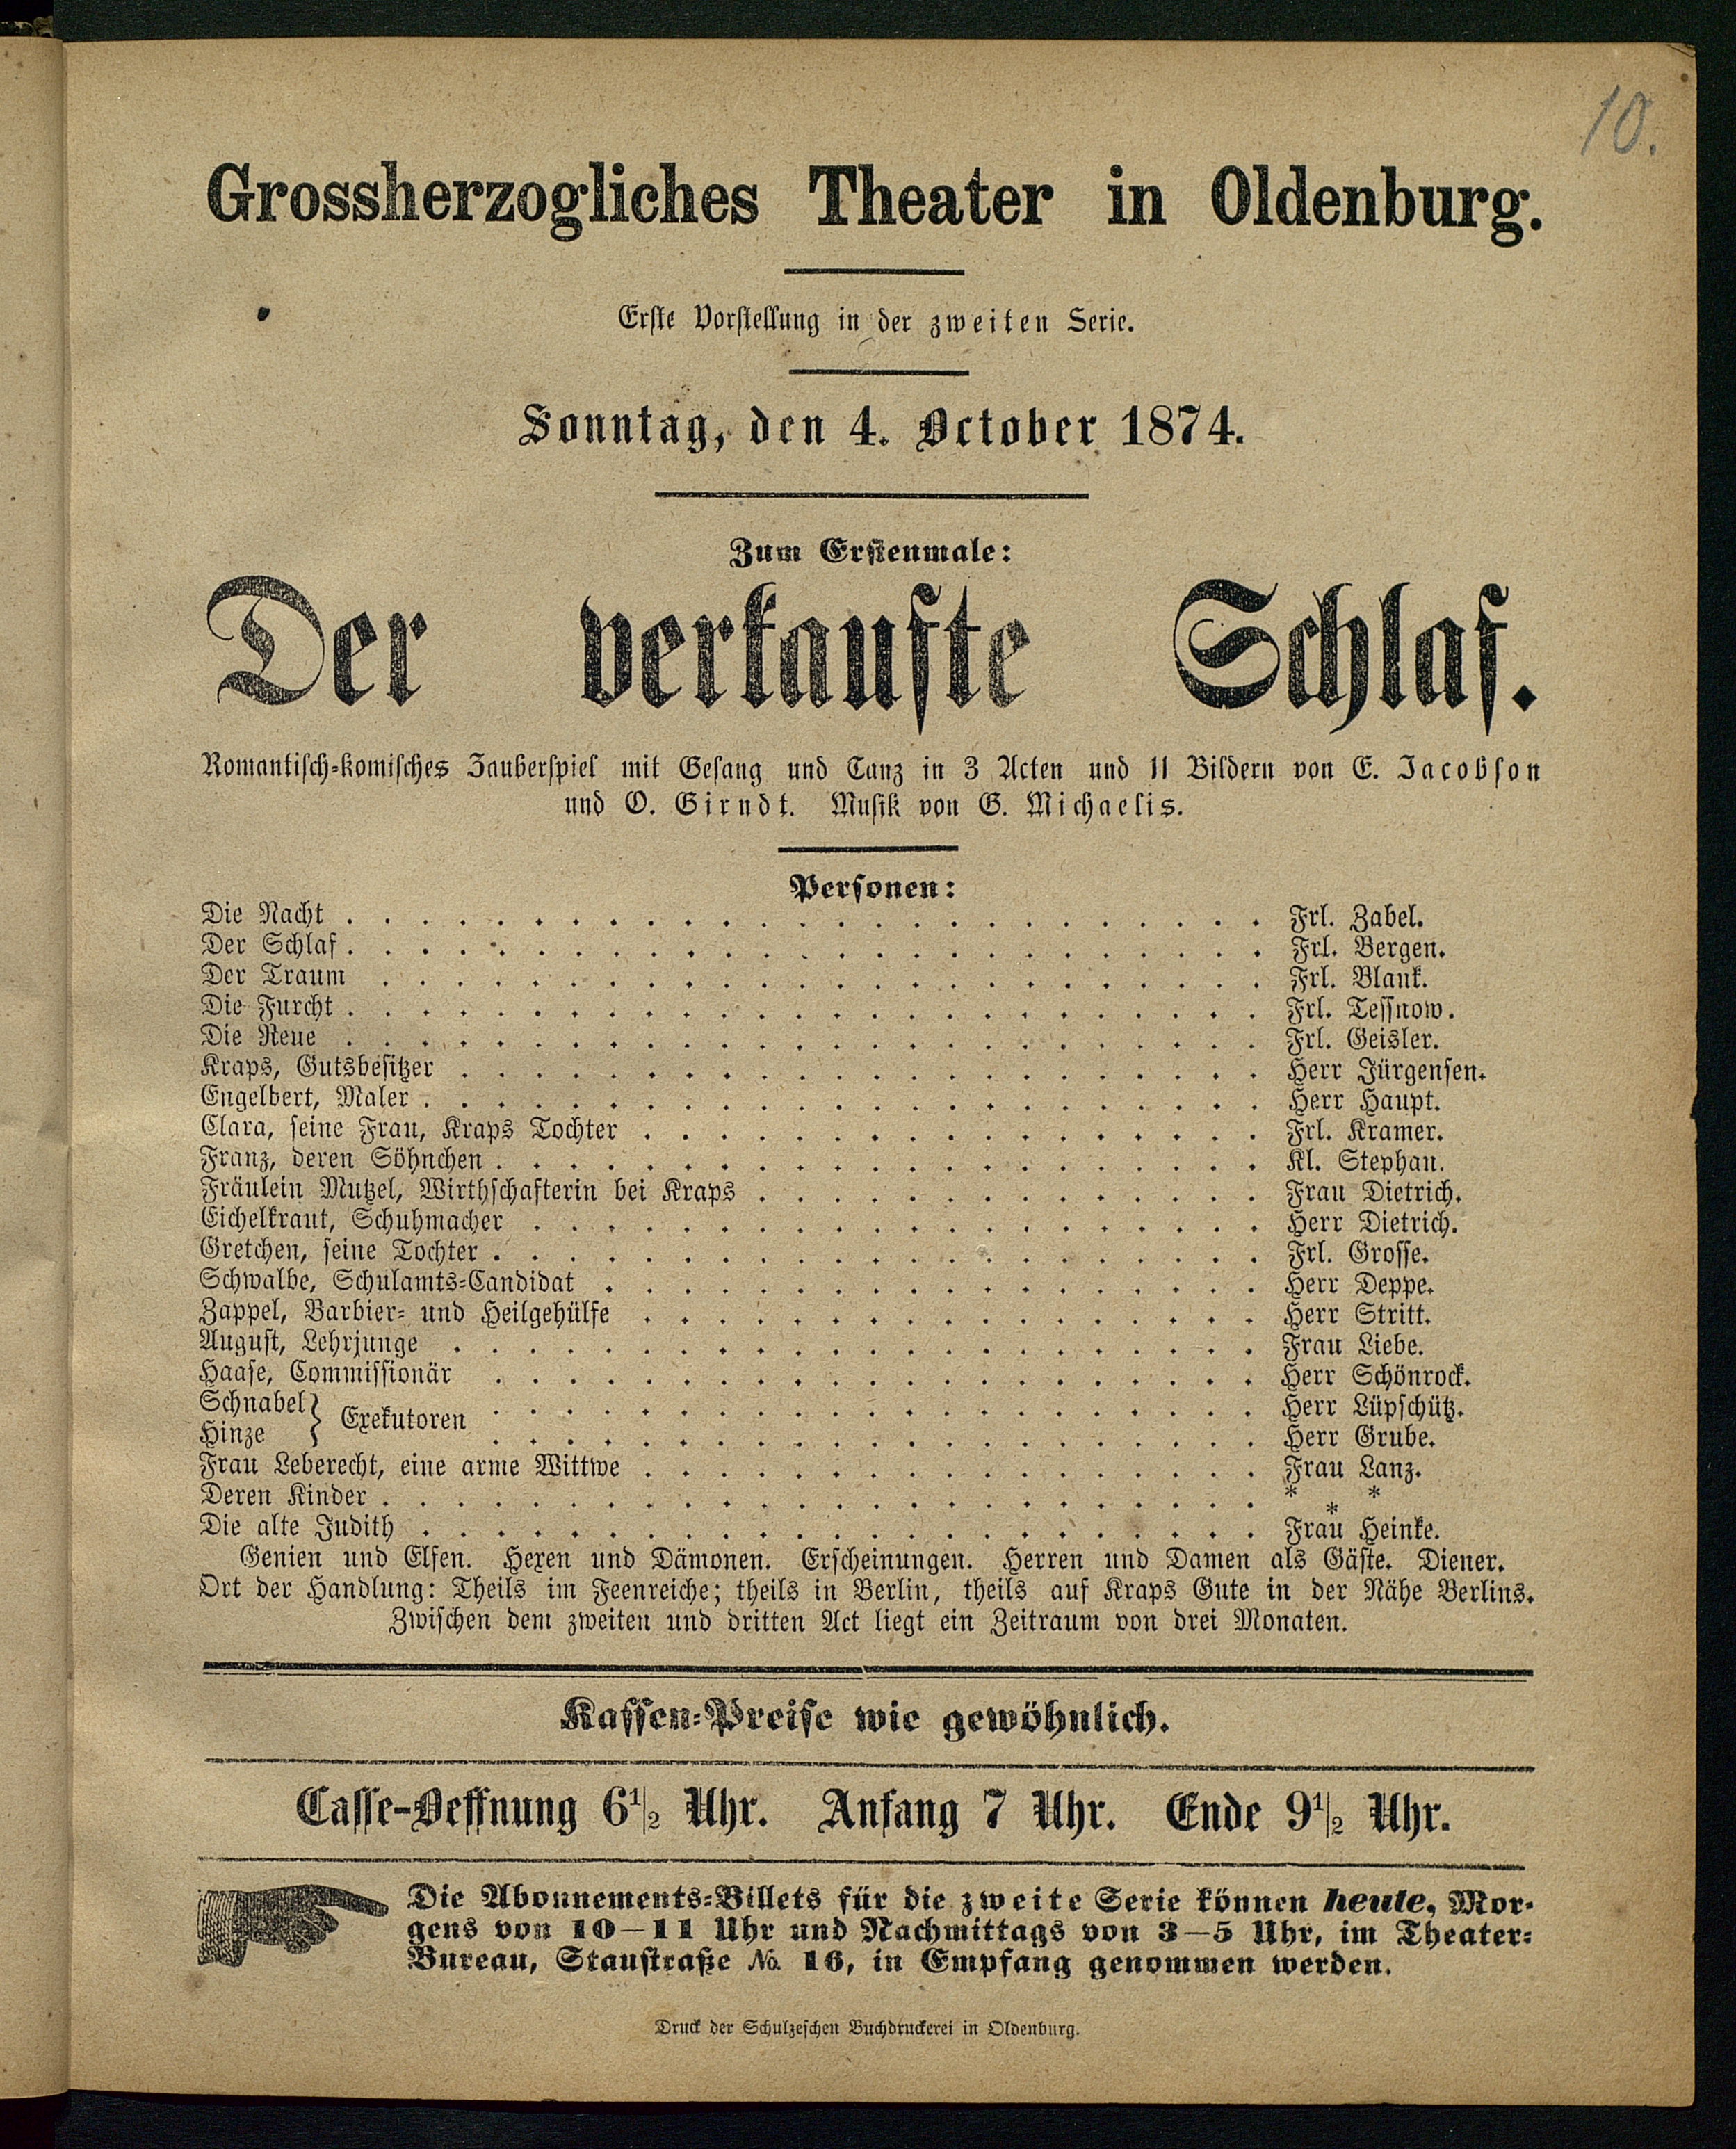 10.
Grossherzogliches Theater in Oldenburg.
Erste Vorstellung in der zweiten Serie.
Sonntag, den 4. October 1874.
Zum Erstenmale:
Der verkaufte Schlaf.
Romantisch-komisches Zauberspiel mit Gesang und Tanz in 3 Acten und 11 Bildern von E. Jacobson
und O. Girndt. Musik von G. Michaelis.
Personen:
Die Nacht . . . . . . . . . . . . . . . . . . . . . . . . . Frl. Zabel.
Der Schlaf . . . . . . . . . . . . . . . . . . . . . . . . . Frl. Bergen.
Der Traum . . . . . . . . . . . . . . . . . . . . . . . . Frl. Blank.
Die Furcht . . . . . . . . . . . . . . . . . . . . . . . . . Frl. Tessnow.
Die Reue . . . . . . . . . . . . . . . . . . . . . . . . . Frl. Geisler.
Kraps, Gutsbesitzer . . . . . . . . . . . . . . . . . . . . . . Herr Jürgensen.
Engelbert, Maler . . . . . . . . . . . . . . . . . . . . . . . Herr Haupt.
Clara, seine Frau, Kraps Tochter . . . . . . . . . . . . . . . . . Frl. Kramer.
Franz, deren Söhnchen . . . . . . . . . . . . . . . . . . . . . Kl. Stephan.
Fräulein Mutzel, Wirthschafterin bei Kraps . . . . . . . . . . . . . . Frau Dietrich.
Eichelkraut, Schuhmacher . . . . . . . . . . . . . . . . . . . . Herr Dietrich.
Gretchen, seine Tochter . . . . . . . . . . . . . . . . . . . . . Frl. Grosse.
Schwalbe, Schulamts-Candidat . . . . . . . . . . . . . . . . . . Herr Deppe.
Zappel, Barbier- und Heilgehülfe . . . . . . . . . . . . . . . . . Herr Stritt.
August, Lehrjunge . . . . . . . . . . . . . . . . . . . . . . Frau Liebe.
Haase, Commissionär . . . . . . . . . . . . . . . . . . . . . Herr Schönrock.
Schnabel } Exekutoren . . . . . . . . . . . . . . . . . . . . . Herr Lüpschütz.
Hinze } . . . . . . . . . . . . . . . . . . . . . Herr Grube.
Frau Leberecht, eine arme Wittwe . . . . . . . . . . . . . . . . . Frau Lanz.
Deren Kinder . . . . . . . . . . . . . . . . . . . . . . . . * * *
Die alte Judith . . . . . . . . . . . . . . . . . . . . . . . Frau Heinke.
Genien und Elfen. Hexen und Dämonen. Erscheinungen. Herren und Damen als Gäste. Diener.
Ort der Handlung: Theils im Feenreiche; theils in Berlin, theils auf Kraps Gute in der Nähe Berlins.
Zwischen dem zweiten und dritten Act liegt ein Zeitraum von drei Monaten.
Kassen-Preise wie gewöhnlich.
Casse-Oeffnung 6½ Uhr. Anfang 7 Uhr. Ende 9½ Uhr.
Die Abonnements-Billets für die zweite Serie können heute, Mor-
gens von 10—11 Uhr und Nachmittags von 3—5 Uhr, im Theater-
Bureau, Staustraße No. 16, in Empfang genommen werden.
Druck der Schulzeschen Buchdruckerei in Oldenburg.